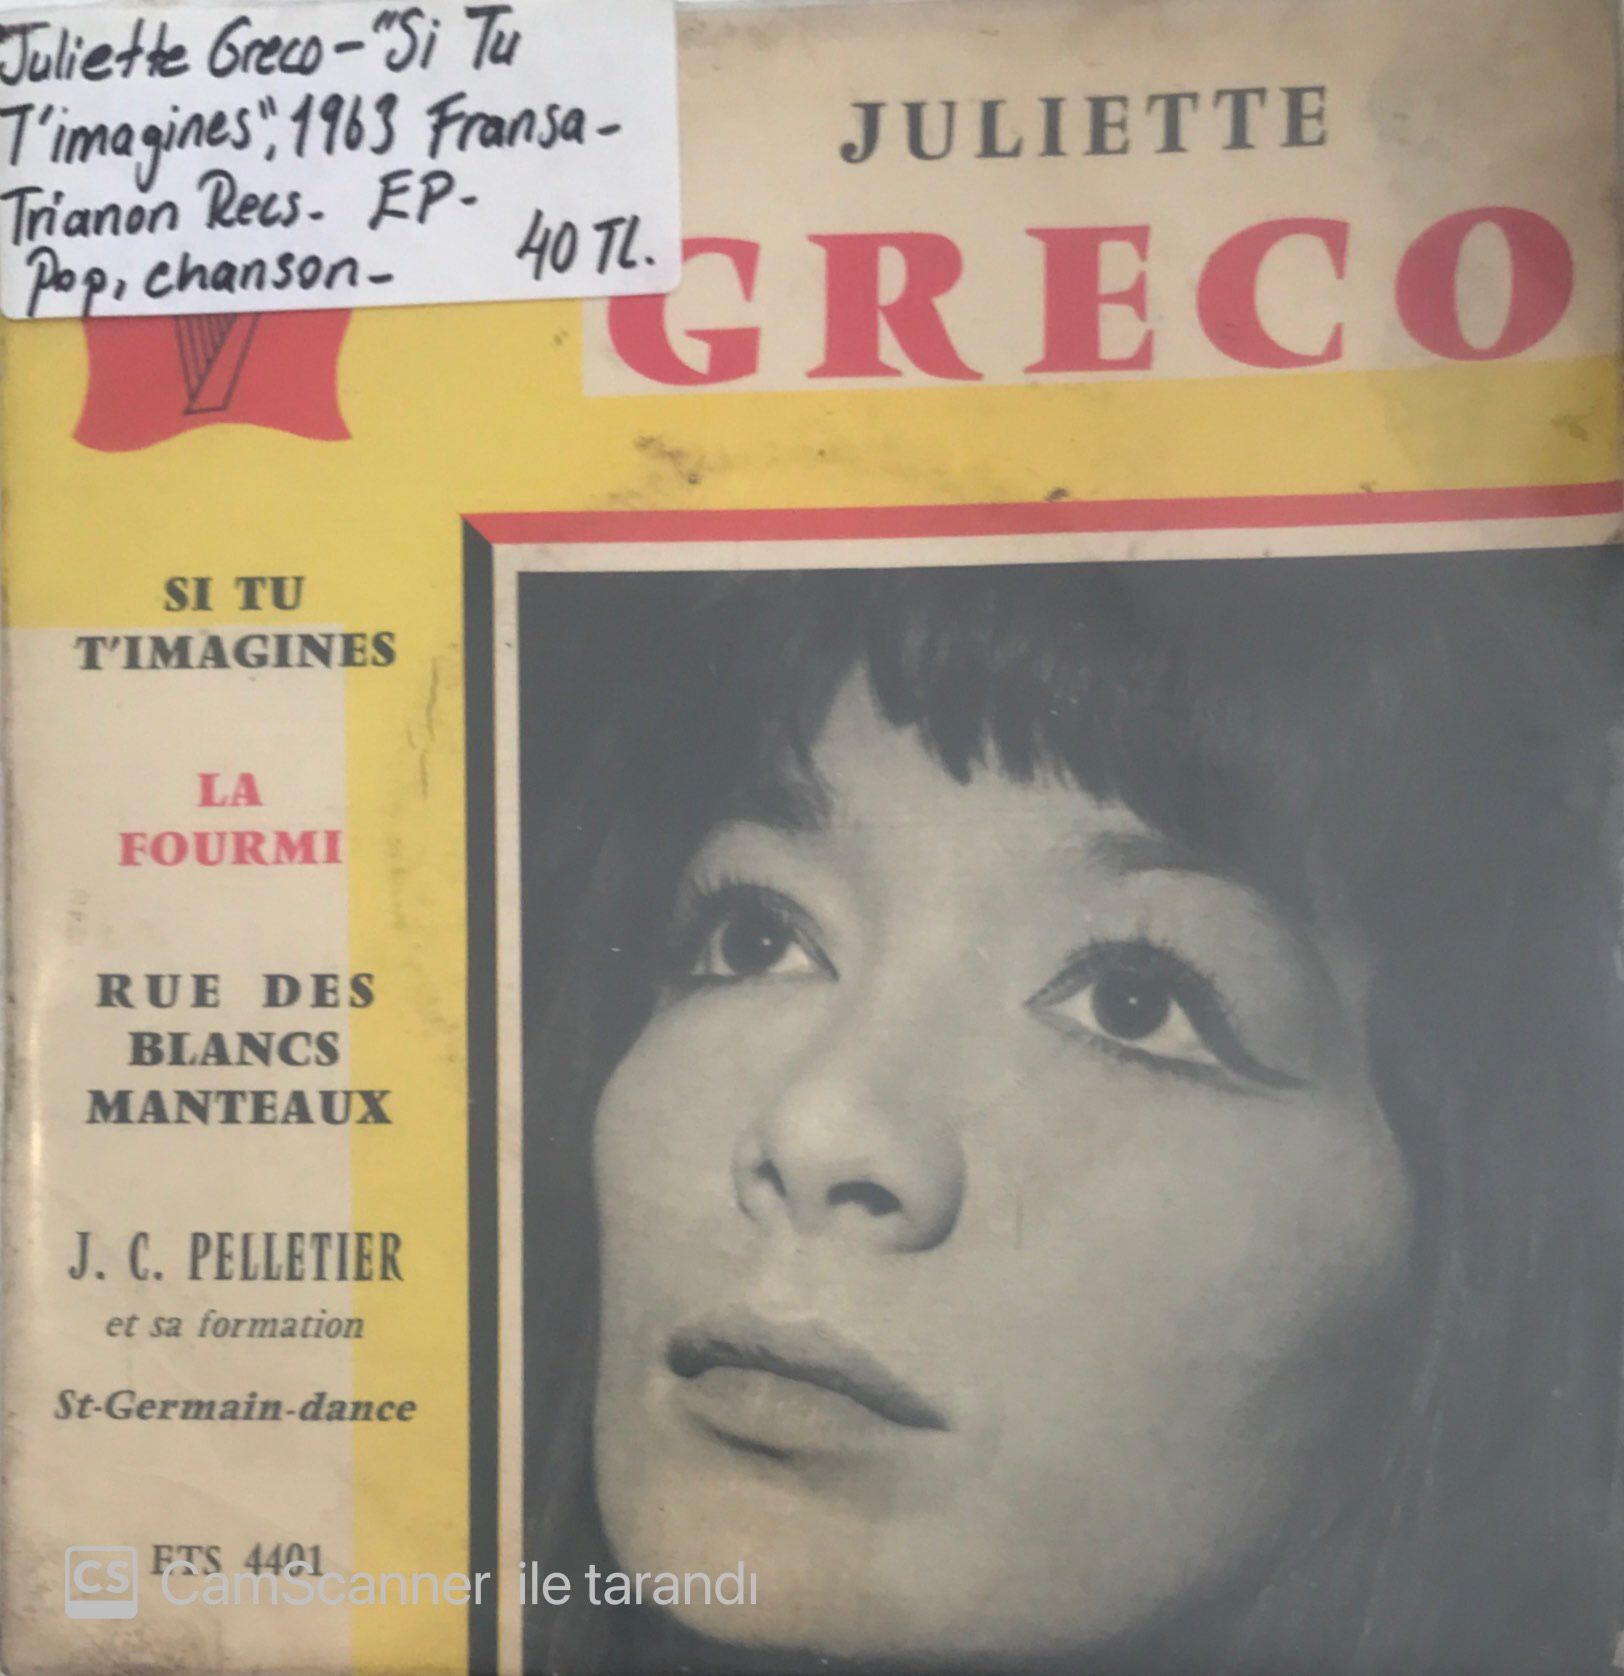 Juliette Greco - "Si Tu
T'imagines", 1963 Fransa -
Trianon Recs. EP -
Pop, chanson - 40 TL.
JULIETTE
GRECO
SI TU
T'IMAGINES
LA
FOURMI
RUE DES
BLANCS
MANTEAUX
J. C. PELLETIER
et sa formation
St-Germain-dance
ETS 4401
CS CamScanner ile tarandı